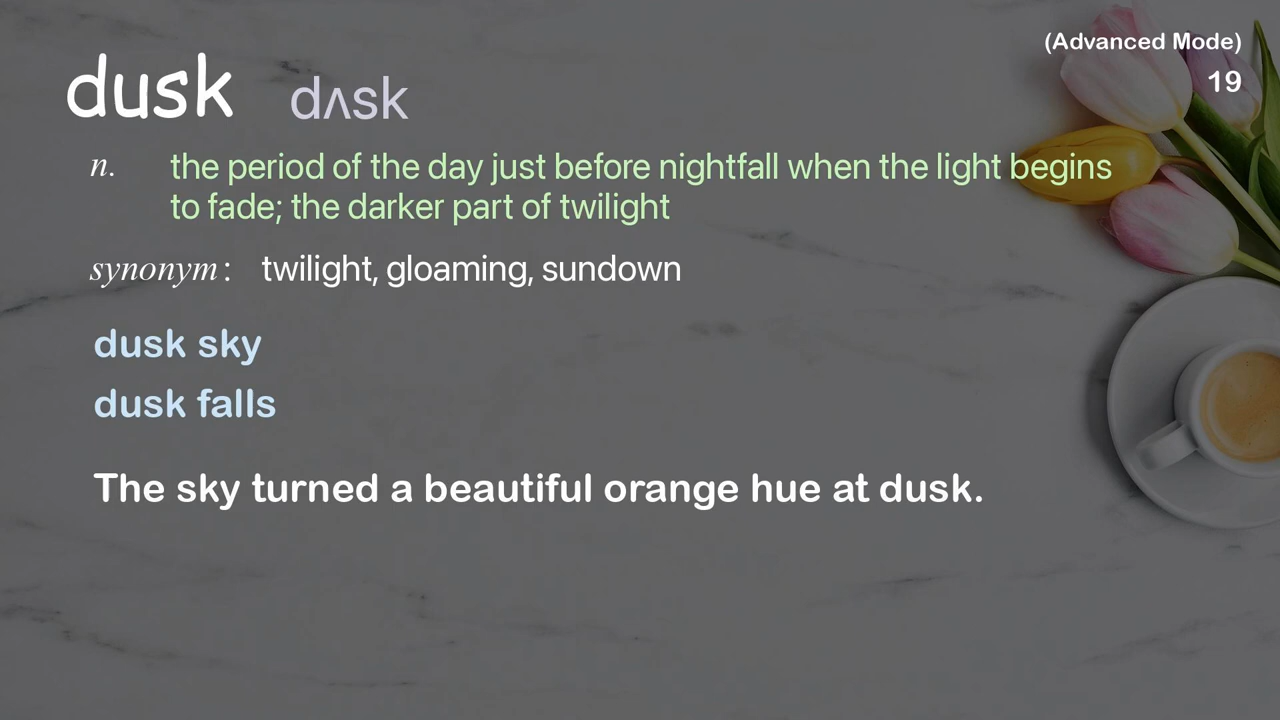 (Advanced Mode)
19
dusk dʌsk
n. the period of the day just before nightfall when the light begins
to fade; the darker part of twilight
synonym: twilight, gloaming, sundown
dusk sky
dusk falls
The sky turned a beautiful orange hue at dusk.